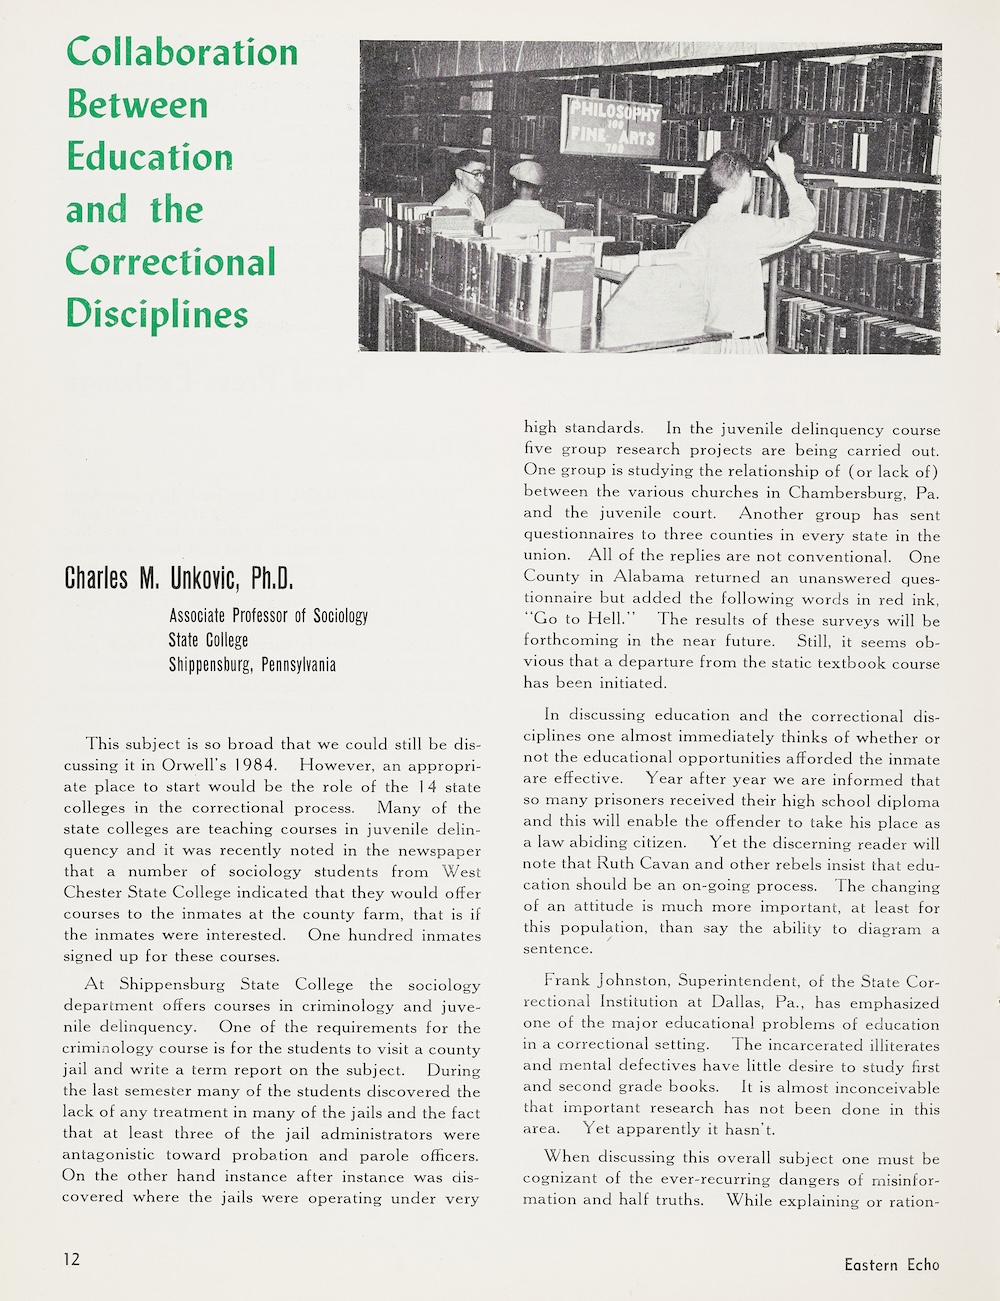 Collaboration
Between
Education
and the
Correctional
Disciplines
PHILOSOPHY
100
FINE ARTS
700
Charles M. Unkovic, Ph.D.
Associate Professor of Sociology
State College
Shippensburg, Pennsylvania
This subject is so broad that we could still be dis-
cussing it in Orwell's 1984. However, an appropri-
ate place to start would be the role of the 14 state
colleges in the correctional process. Many of the
state colleges are teaching courses in juvenile delin-
quency and it was recently noted in the newspaper
that a number of sociology students from West
Chester State College indicated that they would offer
courses to the inmates at the county farm, that is if
the inmates were interested. One hundred inmates
signed up for these courses.
At Shippensburg State College the sociology
department offers courses in criminology and juve-
nile delinquency. One of the requirements for the
criminology course is for the students to visit a county
jail and write a term report on the subject. During
the last semester many of the students discovered the
lack of any treatment in many of the jails and the fact
that at least three of the jail administrators were
antagonistic toward probation and parole officers.
On the other hand instance after instance was dis-
covered where the jails were operating under very
high standards. In the juvenile delinquency course
five group research projects are being carried out.
One group is studying the relationship of (or lack of)
between the various churches in Chambersburg, Pa.
and the juvenile court. Another group has sent
questionnaires to three counties in every state in the
union. All of the replies are not conventional. One
County in Alabama returned an unanswered ques-
tionnaire but added the following words in red ink,
"Go to Hell." The results of these surveys will be
forthcoming in the near future. Still, it seems ob-
vious that a departure from the static textbook course
has been initiated.
In discussing education and the correctional dis-
ciplines one almost immediately thinks of whether or
not the educational opportunities afforded the inmate
are effective. Year after year we are informed that
so many prisoners received their high school diploma
and this will enable the offender to take his place as
a law abiding citizen. Yet the discerning reader will
note that Ruth Cavan and other rebels insist that edu-
cation should be an on-going process. The changing
of an attitude is much more important, at least for
this population, than say the ability to diagram a
sentence.
Frank Johnston, Superintendent, of the State Cor-
rectional Institution at Dallas, Pa., has emphasized
one of the major educational problems of education
in a correctional setting. The incarcerated illiterates
and mental defectives have little desire to study first
and second grade books. It is almost inconceivable
that important research has not been done in this
area. Yet apparently it hasn't.
When discussing this overall subject one must be
cognizant of the ever-recurring dangers of misinfor-
mation and half truths. While explaining or ration-
12
Eastern Echo